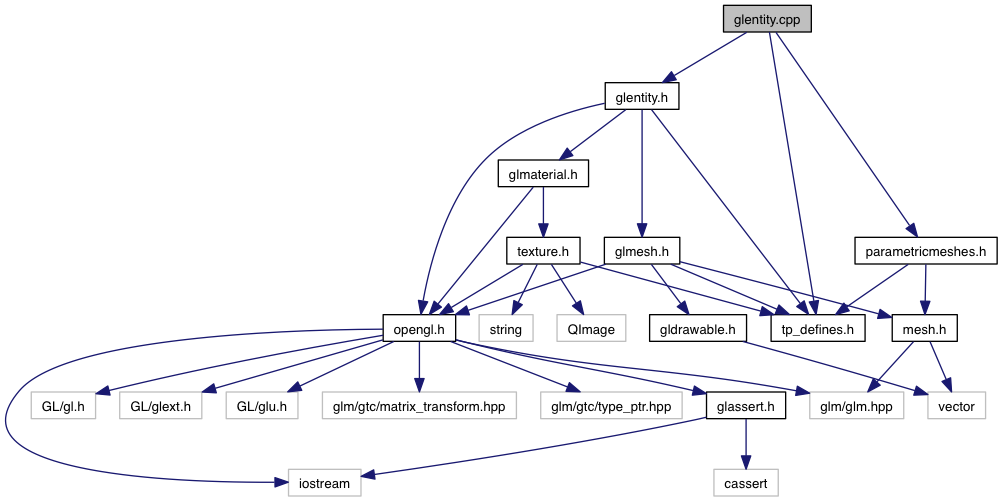 glentity.cpp
glentity.h
glmaterial.h
texture.h
glmesh.h
parametricmeshes.h
opengl.h
string
QImage
gldrawable.h
tp_defines.h
mesh.h
GL/gl.h
GL/glext.h
GL/glu.h
glm/gtc/matrix_transform.hpp
glm/gtc/type_ptr.hpp
glassert.h
glm/glm.hpp
vector
iostream
cassert